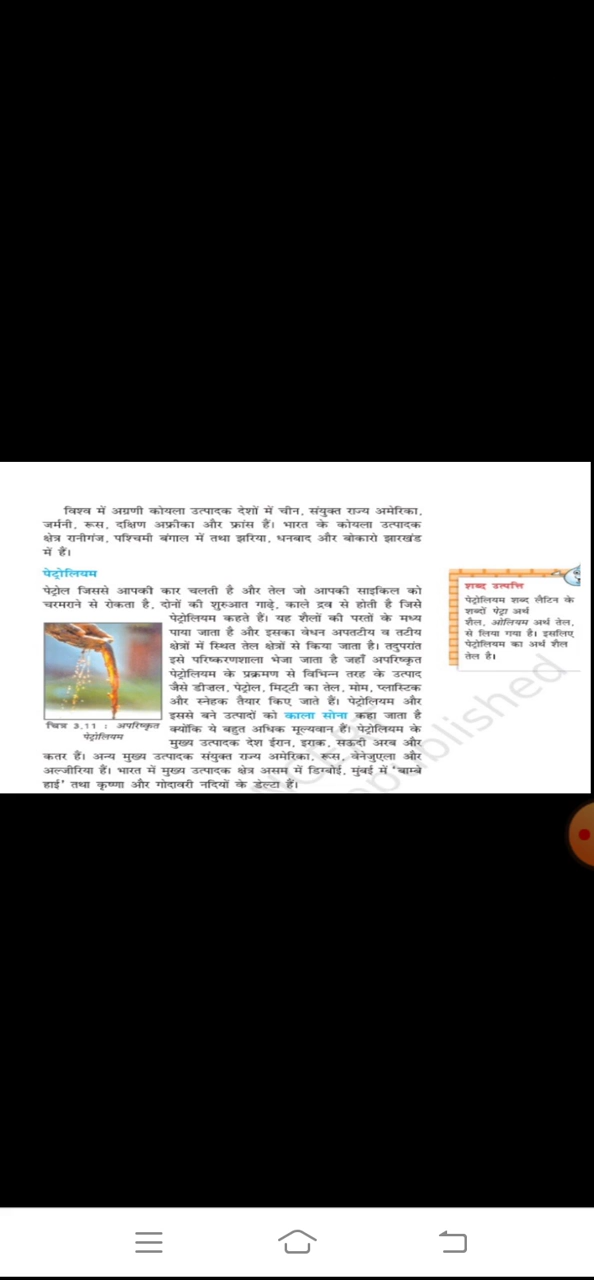 विश्व में अग्रणी कोयला उत्पादक देशों में चीन, संयुक्त राज्य अमेरिका,
जर्मनी, रूस, दक्षिण अफ्रीका और फ्रांस हैं। भारत के कोयला उत्पादक
क्षेत्र रानीगंज, पश्चिमी बंगाल में तथा झरिया, धनबाद और बोकारो झारखंड
में हैं।
पेट्रोलियम
पेट्रोल जिससे आपकी कार चलती है और तेल जो आपकी साइकिल को
चरमराने से रोकता है, दोनों की शुरुआत गाढ़े, काले द्रव से होती है जिसे
पेट्रोलियम कहते हैं। यह शैलों की परतों के मध्य
पाया जाता है और इसका वेधन अपतटीय व तटीय
क्षेत्रों में स्थित तेल क्षेत्रों से किया जाता है। तदुपरांत
इसे परिष्करणशाला भेजा जाता है जहाँ अपरिष्कृत
पेट्रोलियम के प्रक्रमण से विभिन्न तरह के उत्पाद
जैसे डीज़ल, पेट्रोल, मिट्टी का तेल, मोम, प्लास्टिक
और स्नेहक तैयार किए जाते हैं। पेट्रोलियम और
इससे बने उत्पादों को काला सोना कहा जाता है
क्योंकि ये बहुत अधिक मूल्यवान हैं। पेट्रोलियम के
मुख्य उत्पादक देश ईरान, इराक, सऊदी अरब और
कतर हैं। अन्य मुख्य उत्पादक संयुक्त राज्य अमेरिका, रूस, वेनेजुएला और
अल्जीरिया हैं। भारत में मुख्य उत्पादक क्षेत्र असम में डिग्बोई, मुंबई में 'बाम्बे
हाई' तथा कृष्णा और गोदावरी नदियों के डेल्टा हैं।
चित्र 3.11 : अपरिष्कृत
पेट्रोलियम
शब्द उत्पत्ति
पेट्रोलियम शब्द लैटिन के
शब्दों पेट्रा अर्थ
शैल, ओलियम अर्थ तेल,
से लिया गया है। इसलिए
पेट्रोलियम का अर्थ शैल
तेल है।
published